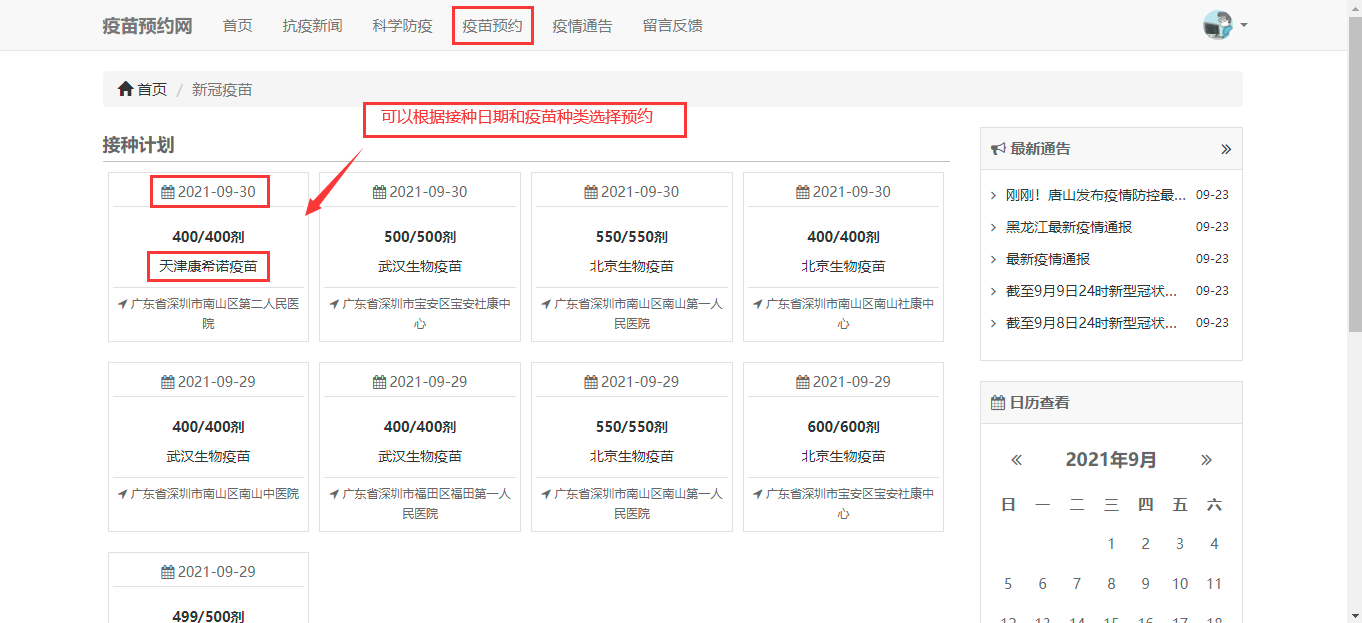 疫苗预约网 首页 抗疫新闻 科学防疫 疫苗预约 疫情通告 留言反馈
首页 / 新冠疫苗
可以根据接种日期和疫苗种类选择预约
接种计划
2021-09-30
400/400剂
天津康希诺疫苗
广东省深圳市南山区第二人民医
院
2021-09-30
500/500剂
武汉生物疫苗
广东省深圳市宝安区宝安社康中
心
2021-09-30
550/550剂
北京生物疫苗
广东省深圳市南山区南山第一人
民医院
2021-09-30
400/400剂
北京生物疫苗
广东省深圳市南山区南山社康中
心
2021-09-29
400/400剂
武汉生物疫苗
广东省深圳市南山区南山中医院
2021-09-29
400/400剂
武汉生物疫苗
广东省深圳市福田区福田第一人
民医院
2021-09-29
550/550剂
北京生物疫苗
广东省深圳市南山区南山第一人
民医院
2021-09-29
600/600剂
北京生物疫苗
广东省深圳市宝安区宝安社康中
心
2021-09-29
499/500剂
最新通告 »
刚刚！唐山发布疫情防控最... 09-23
黑龙江最新疫情通报 09-23
最新疫情通报 09-23
截至9月9日24时新型冠状... 09-23
截至9月8日24时新型冠状... 09-23
日历查看
« 2021年9月 »
日 一 二 三 四 五 六
1 2 3 4
5 6 7 8 9 10 11
12 13 14 15 16 17 18